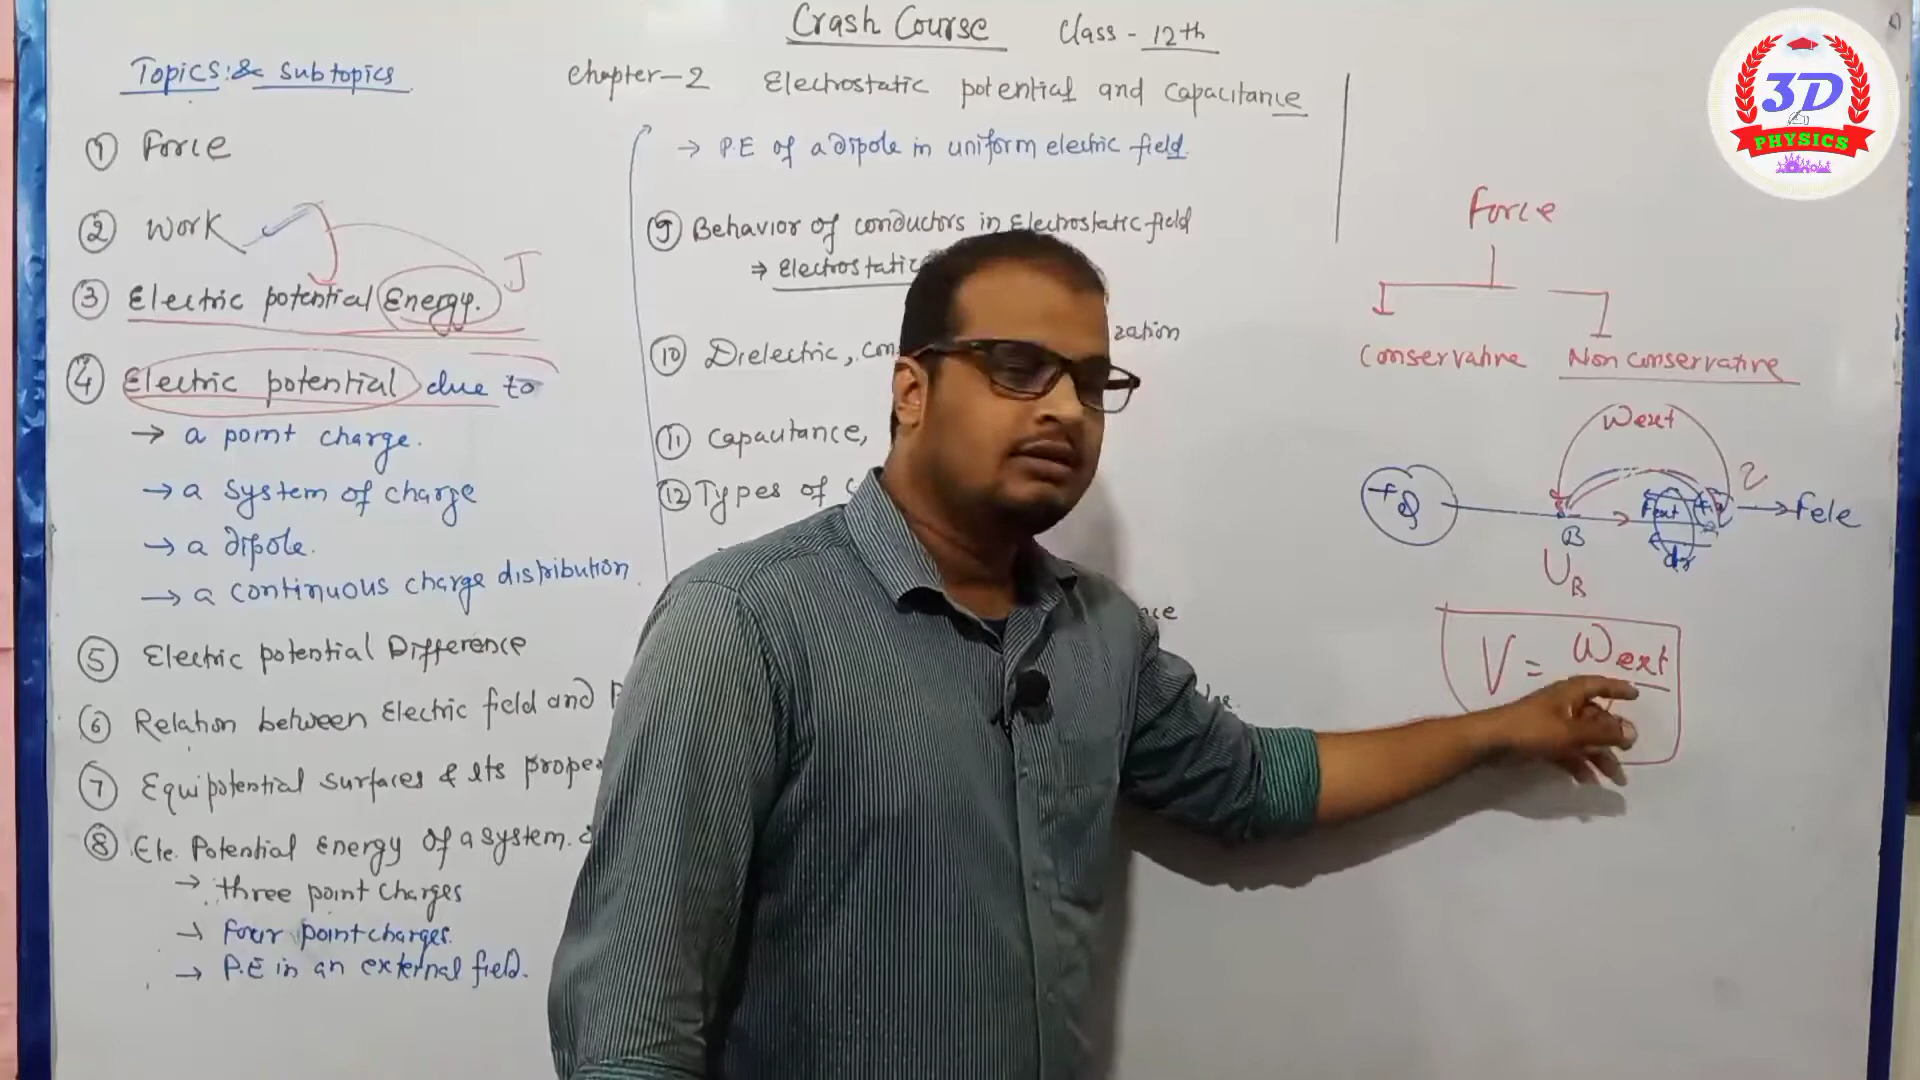 Crash Course Class - 12th
Topics & subtopics
Chapter-2 Electrostatic potential and capacitance
① Force
② Work
③ Electric potential Energy. J
④ Electric potential due to
→ a point charge.
→ a system of charge
→ a dipole.
→ a continuous charge distribution
⑤ Electric potential Difference
⑥ Relation between Electric field and
⑦ Equipotential surfaces & its
⑧ Ele. Potential Energy of a system
→ three point charges
→ four point charges.
→ P.E in an external field.
→ P.E of a dipole in uniform electric field.
⑨ Behavior of conductors in Electrostatic field
⇒ Electrostatic
⑩ Dielectric,
⑪ Capacitance,
⑫ Types of
Force
Conservative Non conservative
Wext
+Q B Fext dr Fele
U_B
V = Wext
3D
PHYSICS